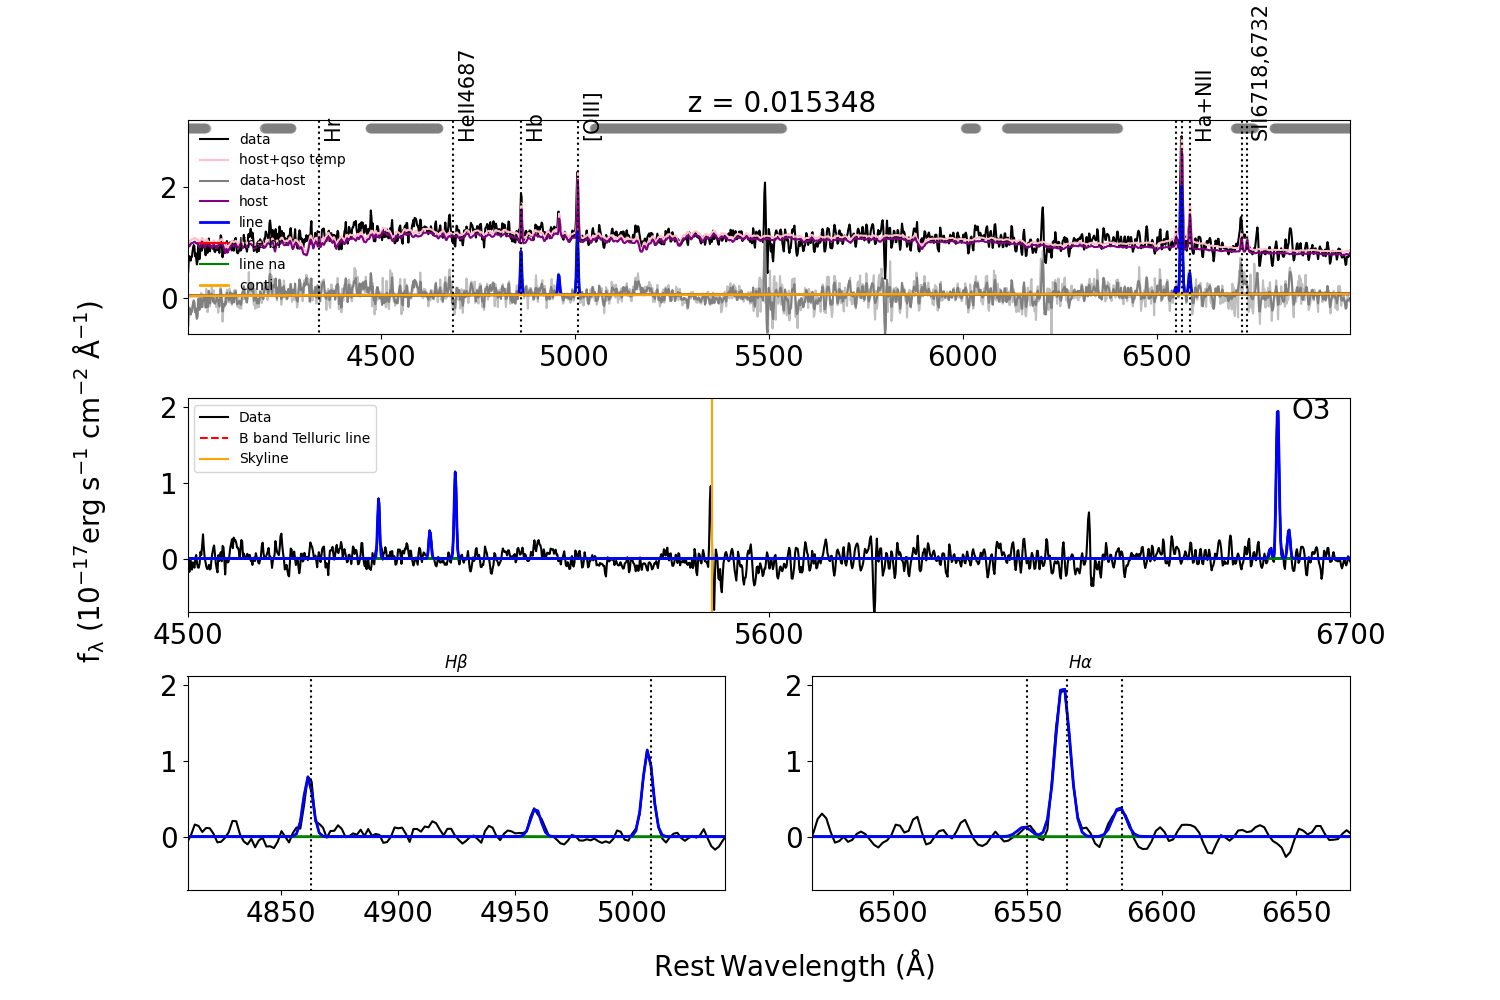 Hr
HeII4687
Hb
[OIII]
Ha+NII
SII6718,6732
z = 0.015348
data
host+qso temp
data-host
host
line
line na
conti
2
0
4500 5000 5500 6000 6500
fλ (10−17erg s−1 cm−2 Å−1)
Data
B band Telluric line
Skyline
O3
2
1
0
4500 5600 6700
Hβ
2
1
0
4850 4900 4950 5000
Hα
2
1
0
6500 6550 6600 6650
Rest Wavelength (Å)